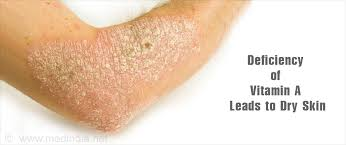 Deficiency
of
Vitamin A
Leads to Dry Skin
© www.medindia.net